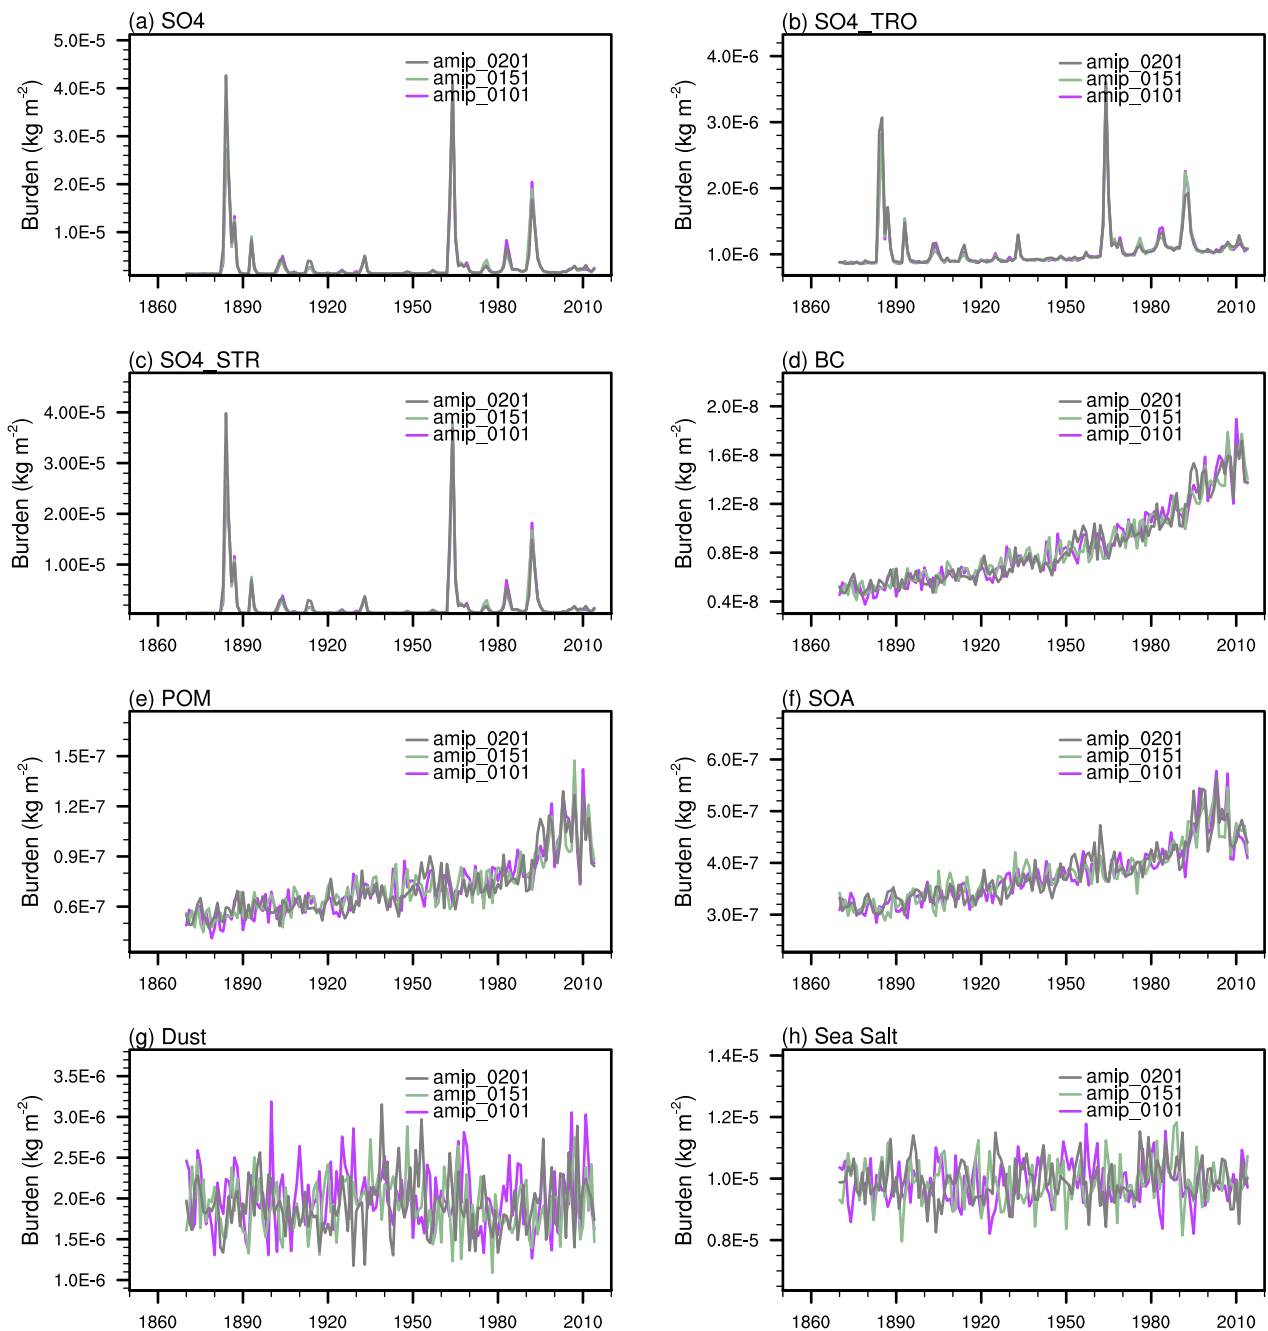 (a) SO4
Burden (kg m-2)
5.0E-5
4.0E-5
3.0E-5
2.0E-5
1.0E-5
amip_0201
amip_0151
amip_0101
1860 1890 1920 1950 1980 2010
(b) SO4_TRO
Burden (kg m-2)
4.0E-6
3.0E-6
2.0E-6
1.0E-6
amip_0201
amip_0151
amip_0101
1860 1890 1920 1950 1980 2010
(c) SO4_STR
Burden (kg m-2)
4.00E-5
3.00E-5
2.00E-5
1.00E-5
amip_0201
amip_0151
amip_0101
1860 1890 1920 1950 1980 2010
(d) BC
Burden (kg m-2)
2.0E-8
1.6E-8
1.2E-8
0.8E-8
0.4E-8
amip_0201
amip_0151
amip_0101
1860 1890 1920 1950 1980 2010
(e) POM
Burden (kg m-2)
1.5E-7
1.2E-7
0.9E-7
0.6E-7
amip_0201
amip_0151
amip_0101
1860 1890 1920 1950 1980 2010
(f) SOA
Burden (kg m-2)
6.0E-7
5.0E-7
4.0E-7
3.0E-7
amip_0201
amip_0151
amip_0101
1860 1890 1920 1950 1980 2010
(g) Dust
Burden (kg m-2)
3.5E-6
3.0E-6
2.5E-6
2.0E-6
1.5E-6
1.0E-6
amip_0201
amip_0151
amip_0101
1860 1890 1920 1950 1980 2010
(h) Sea Salt
Burden (kg m-2)
1.4E-5
1.2E-5
1.0E-5
0.8E-5
amip_0201
amip_0151
amip_0101
1860 1890 1920 1950 1980 2010